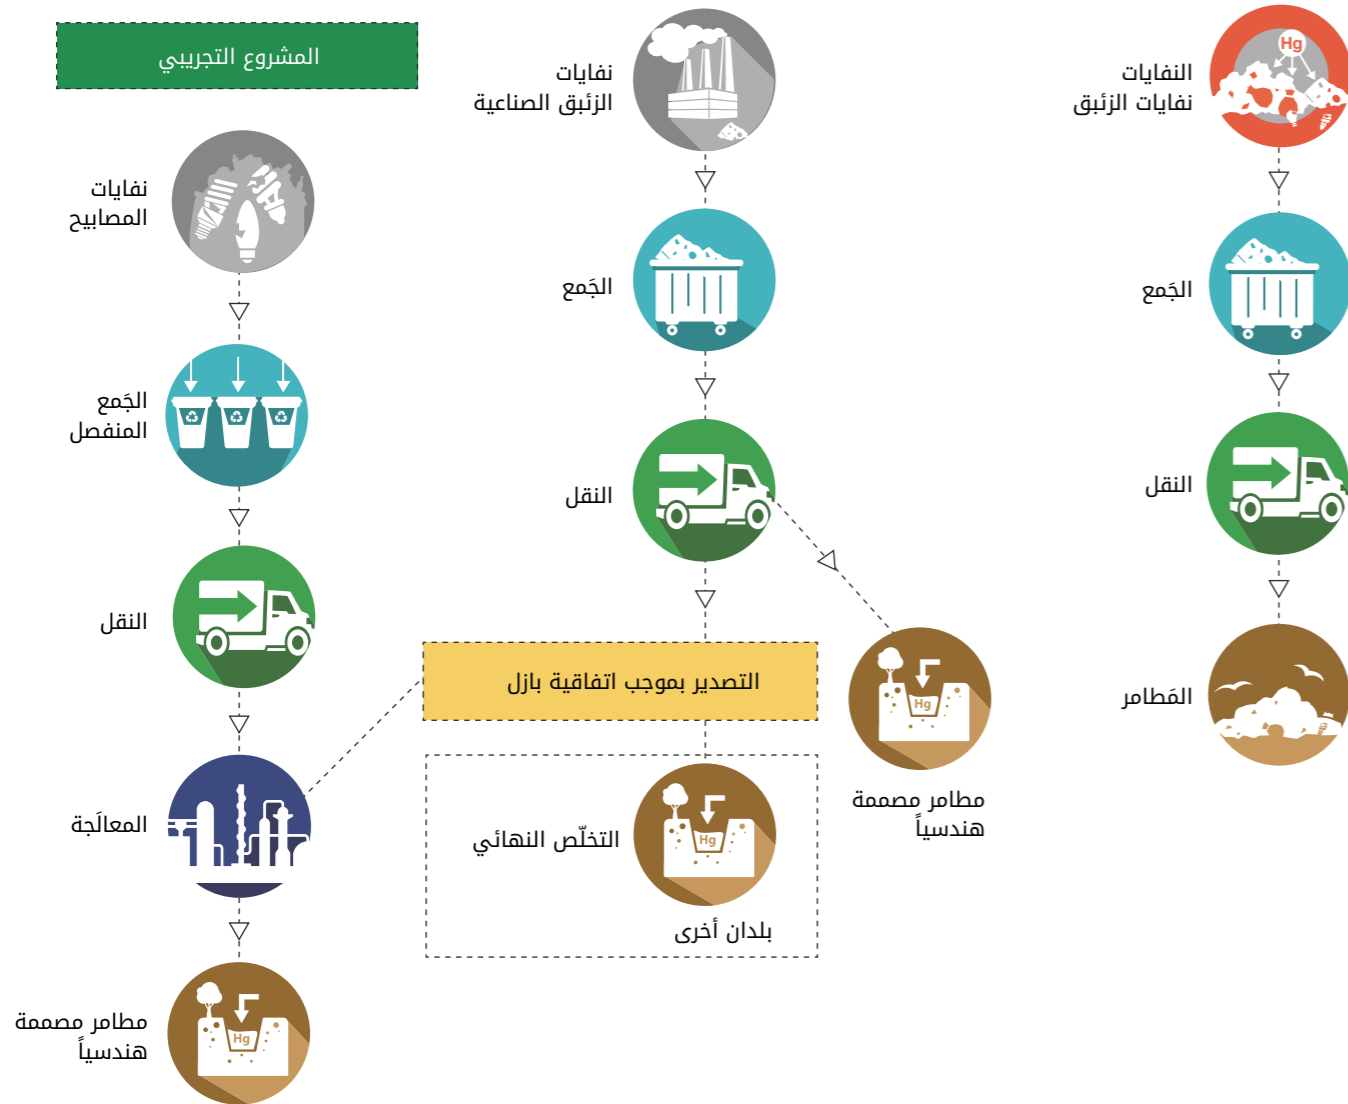 النفايات
نفايات الزئبق
Hg
الجَمع
النقل
المَطامر
نفايات
الزئبق الصناعية
الجَمع
النقل
التصدير بموجب اتفاقية بازل
Hg
مطامر مصممة
هندسياً
Hg
التخلّص النهائي
بلدان أخرى
المشروع التجريبي
نفايات
المصابيح
الجَمع
المنفصل
النقل
المعالَجة
Hg
مطامر مصممة
هندسياً